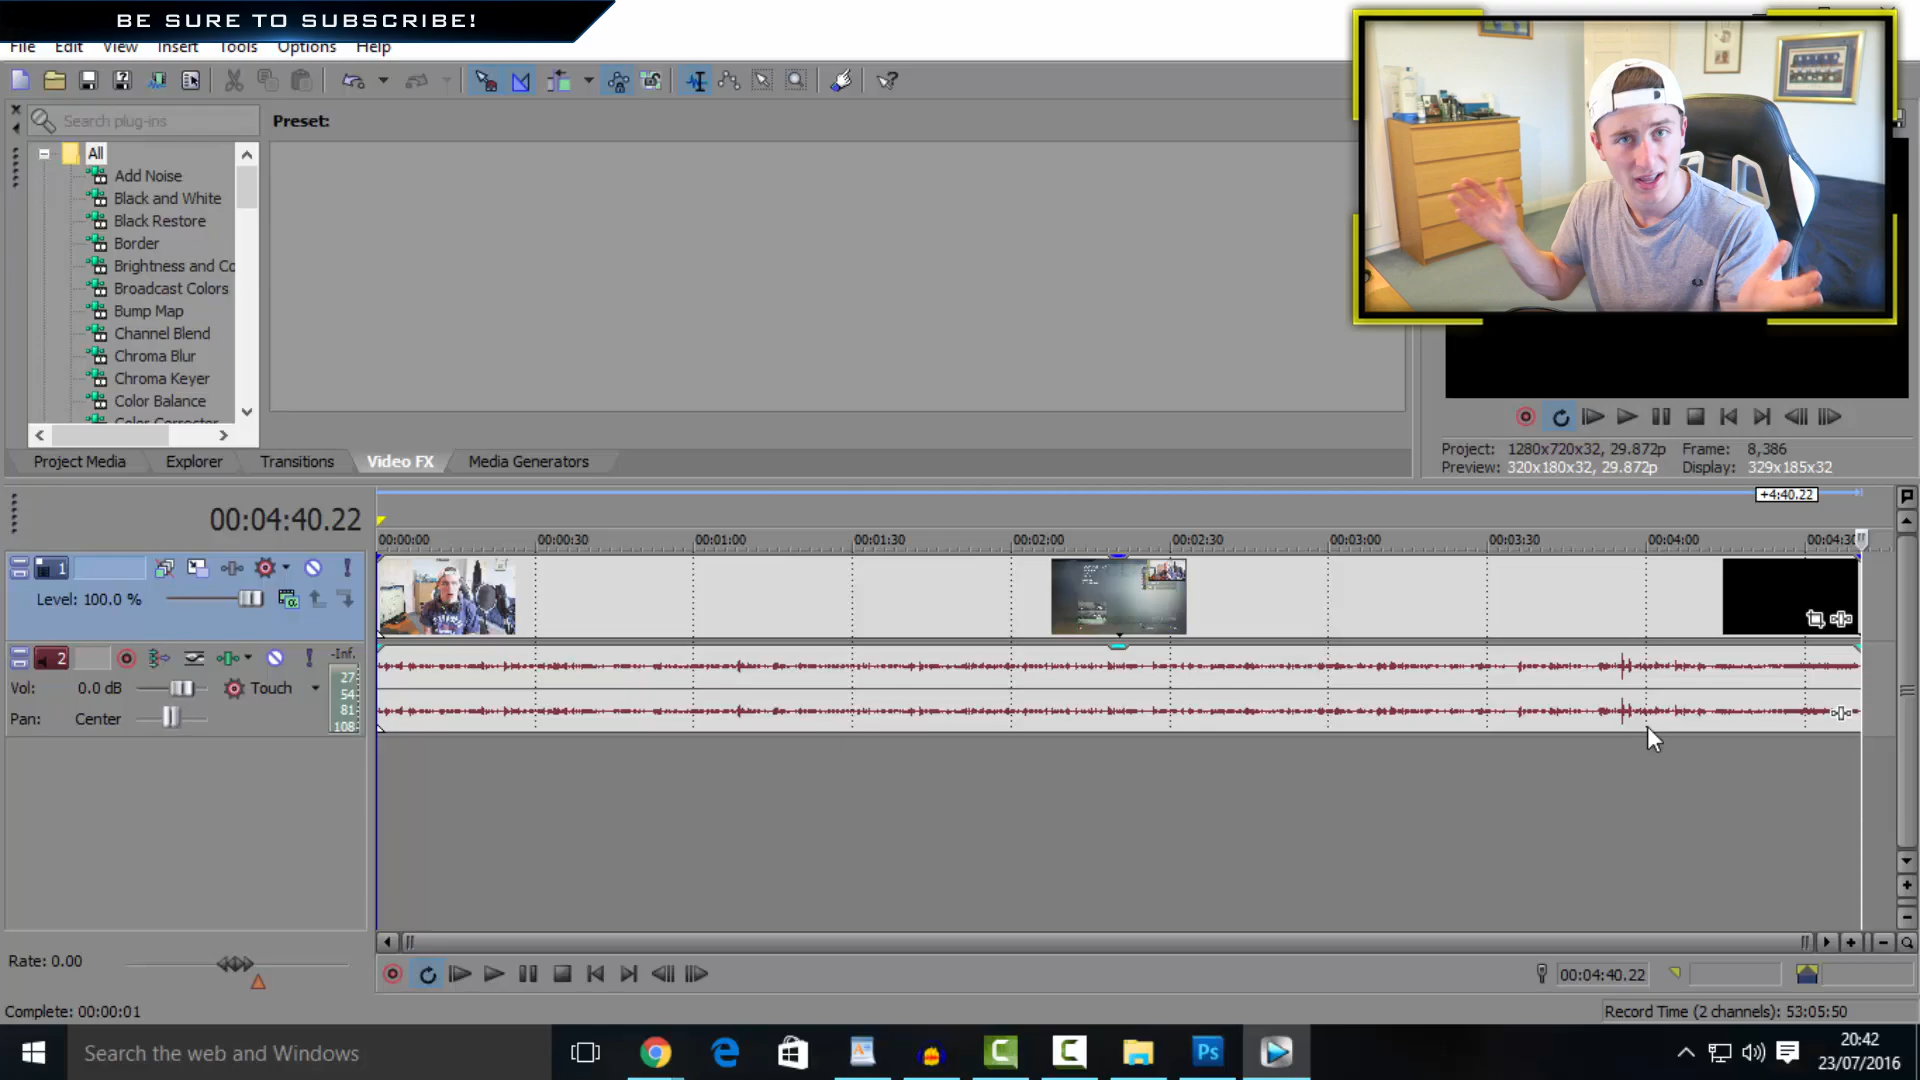 BE SURE TO SUBSCRIBE!
File Edit View Insert Tools Options Help
Search plug-ins
Preset:
All
Add Noise
Black and White
Black Restore
Border
Brightness and Co
Broadcast Colors
Bump Map
Channel Blend
Chroma Blur
Chroma Keyer
Color Balance
Color Corrector
Project Media Explorer Transitions Video FX Media Generators
Project: 1280x720x32, 29.872p Frame: 8,386
Preview: 320x180x32, 29.872p Display: 329x185x32
+4:40.22
00:04:40.22
00:00:00 00:00:30 00:01:00 00:01:30 00:02:00 00:02:30 00:03:00 00:03:30 00:04:00 00:04:30
1
Level: 100.0 %
2
-Inf.
Vol: 0.0 dB Touch
Pan: Center
27
54
81
108
Rate: 0.00
00:04:40.22
Complete: 00:00:01
Record Time (2 channels): 53:05:50
Search the web and Windows
Ps
20:42
23/07/2016